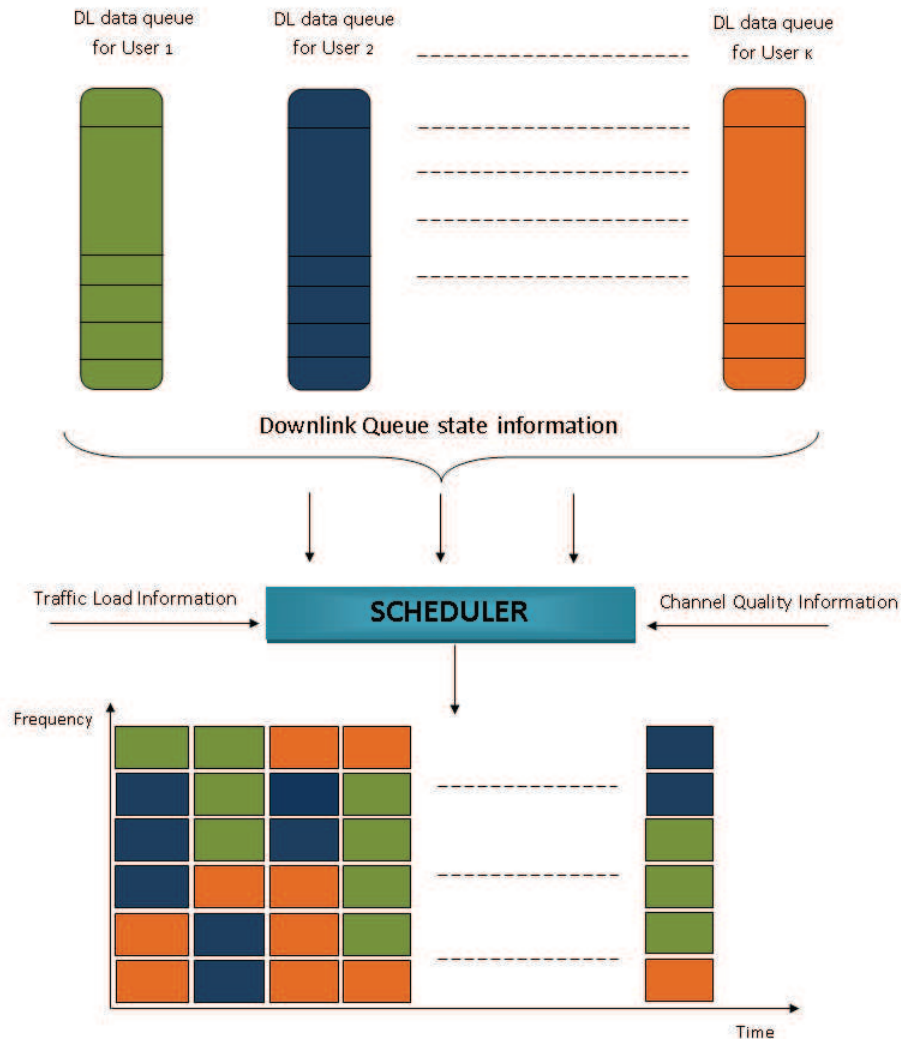 DL data queue
for User 1
DL data queue
for User 2
DL data queue
for User K
Downlink Queue state information
Traffic Load Information
SCHEDULER
Channel Quality Information
Frequency
Time